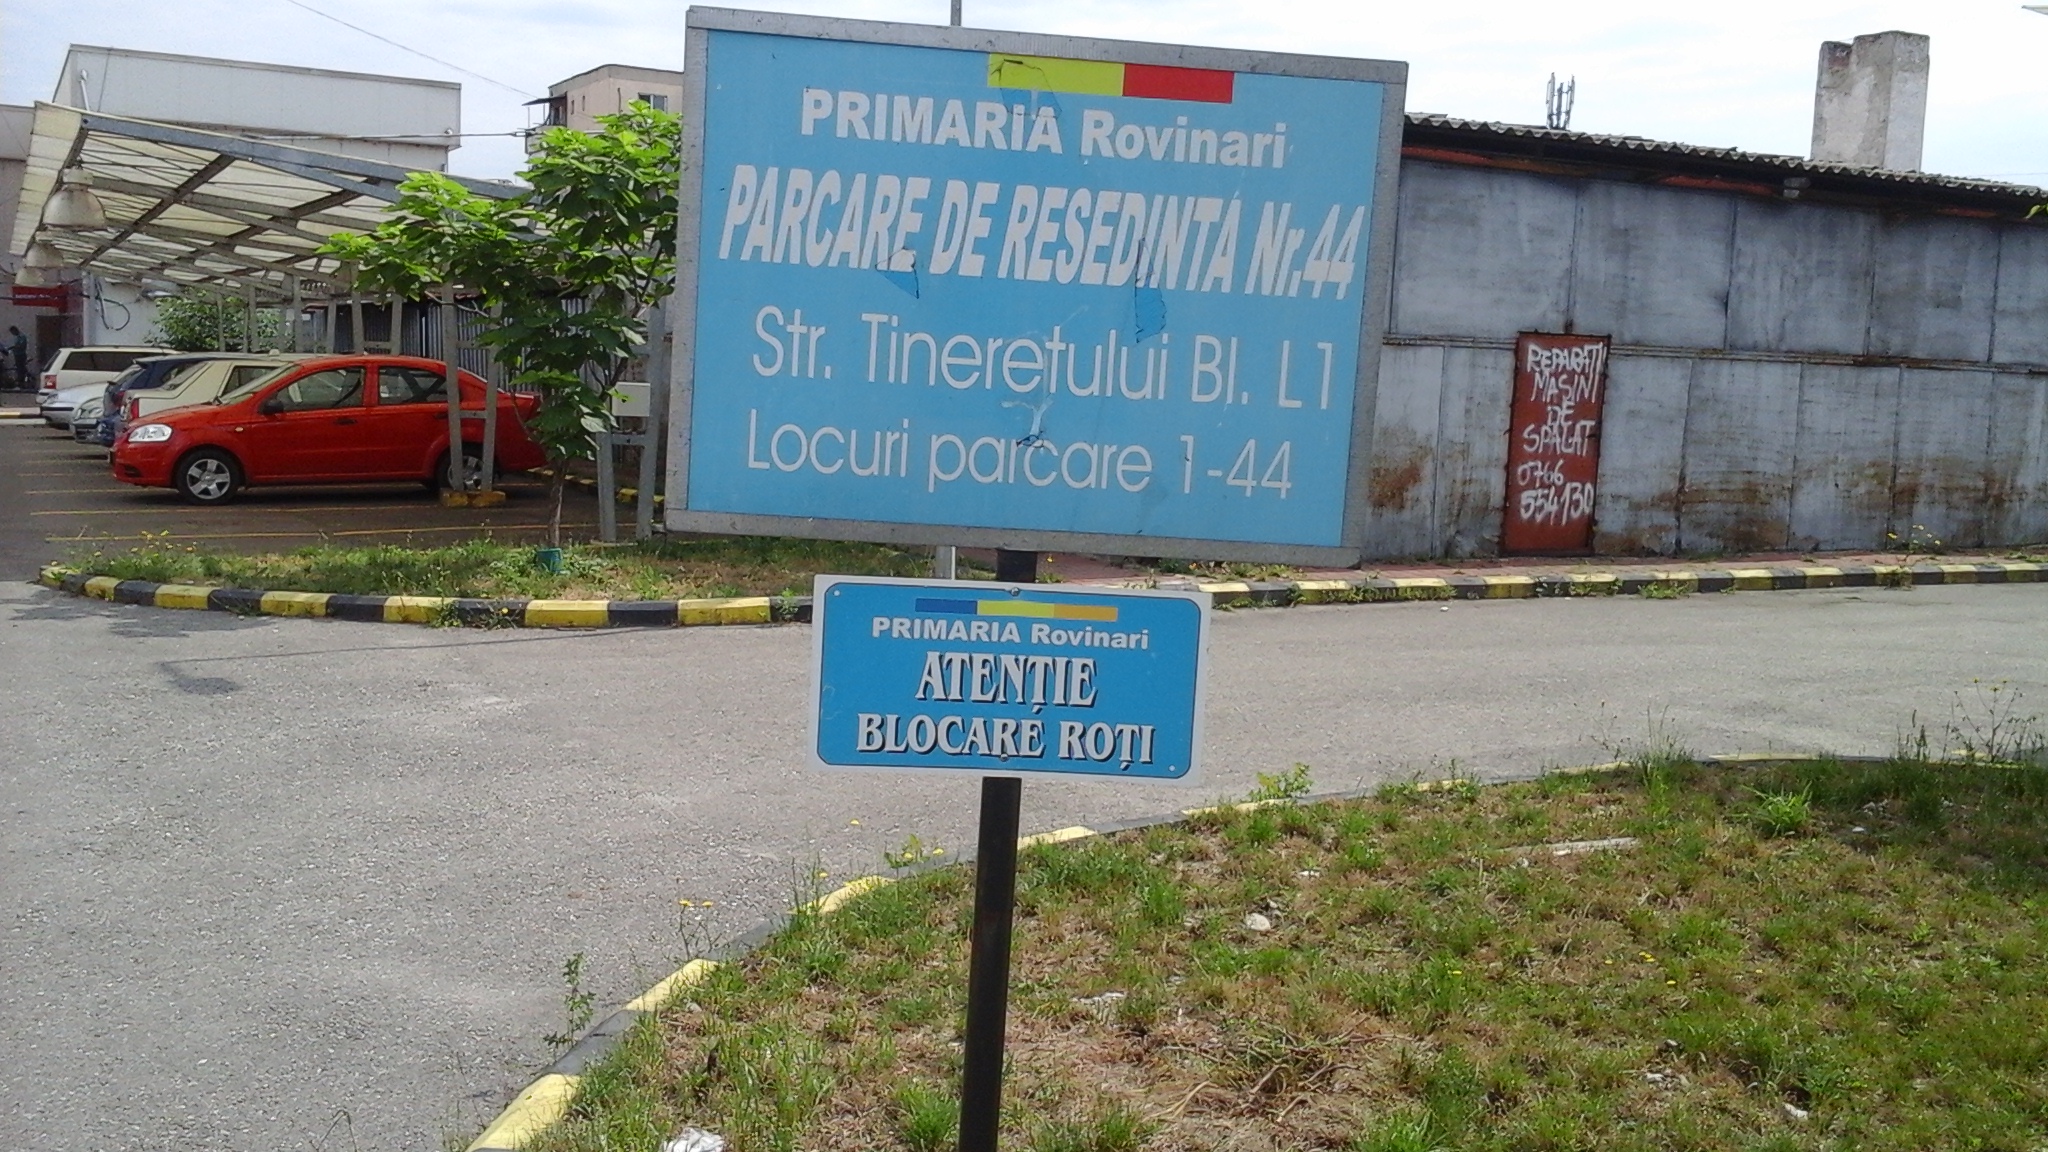 PRIMARIA Rovinari
PARCARE DE RESEDINTA Nr.44
Str. Tineretului Bl. L1
Locuri parcare 1-44
PRIMARIA Rovinari
ATENȚIE
BLOCARE ROȚI
REPARAȚI
MASINI
DE
SPALAT
0766
554130